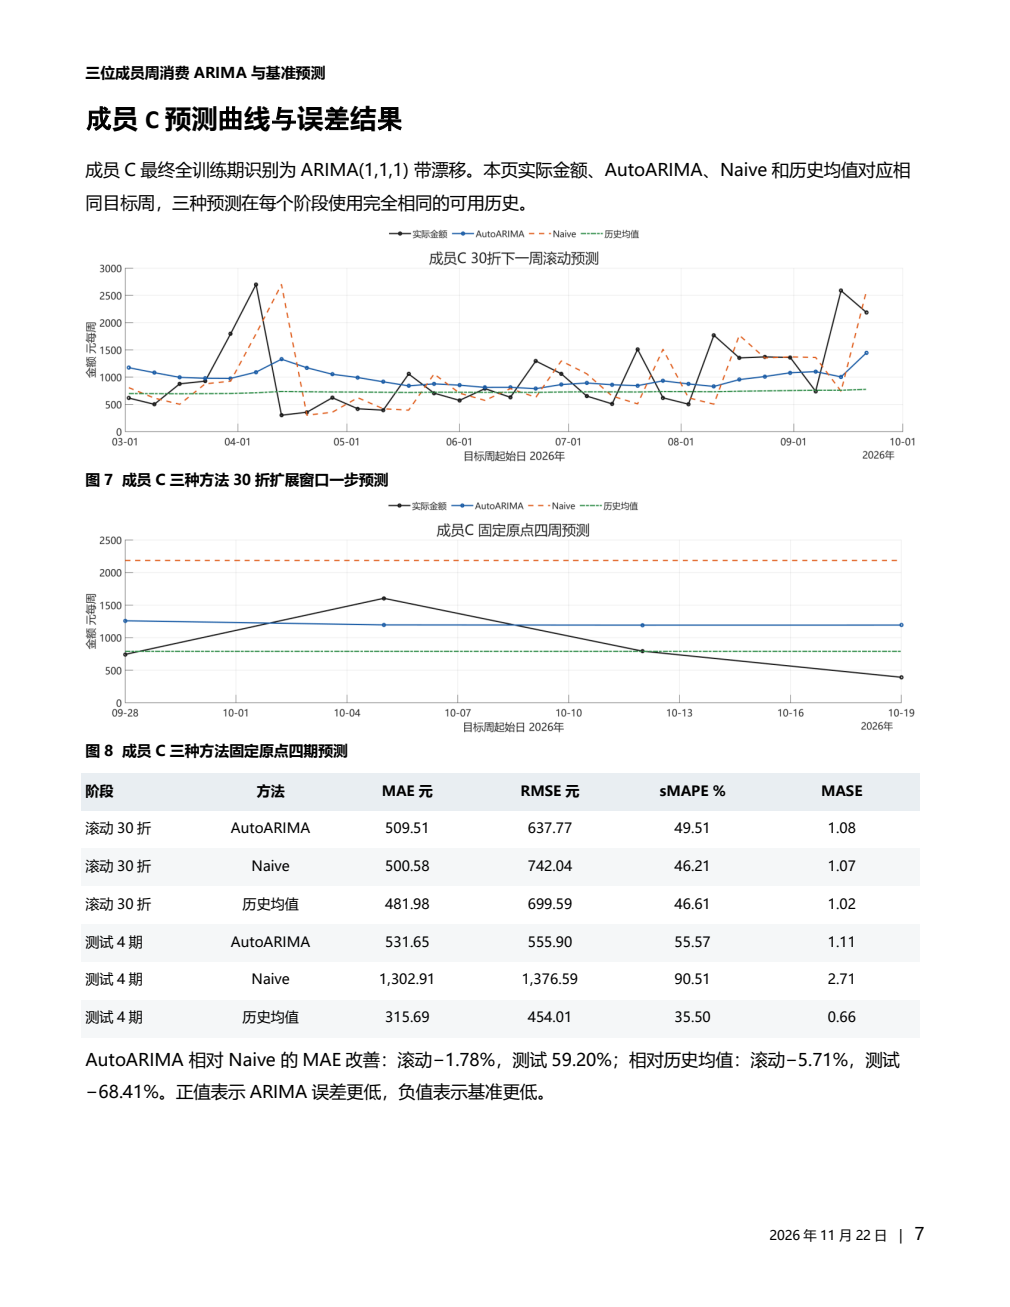 三位成员周消费 ARIMA 与基准预测
成员 C 预测曲线与误差结果
成员 C 最终全训练期识别为 ARIMA(1,1,1) 带漂移。本页实际金额、AutoARIMA、Naive 和历史均值对应相
同目标周，三种预测在每个阶段使用完全相同的可用历史。
实际金额 AutoARIMA Naive 历史均值
成员C 30折下一周滚动预测
金额 元每周
3000
2500
2000
1500
1000
500
0
03-01 04-01 05-01 06-01 07-01 08-01 09-01 10-01
目标周起始日 2026年
2026年
图 7 成员 C 三种方法 30 折扩展窗口一步预测
实际金额 AutoARIMA Naive 历史均值
成员C 固定原点四周预测
金额 元每周
2500
2000
1500
1000
500
0
09-28 10-01 10-04 10-07 10-10 10-13 10-16 10-19
目标周起始日 2026年
2026年
图 8 成员 C 三种方法固定原点四期预测
阶段 方法 MAE 元 RMSE 元 sMAPE % MASE
滚动 30 折 AutoARIMA 509.51 637.77 49.51 1.08
滚动 30 折 Naive 500.58 742.04 46.21 1.07
滚动 30 折 历史均值 481.98 699.59 46.61 1.02
测试 4 期 AutoARIMA 531.65 555.90 55.57 1.11
测试 4 期 Naive 1,302.91 1,376.59 90.51 2.71
测试 4 期 历史均值 315.69 454.01 35.50 0.66
AutoARIMA 相对 Naive 的 MAE 改善：滚动−1.78%，测试 59.20%；相对历史均值：滚动−5.71%，测试
−68.41%。正值表示 ARIMA 误差更低，负值表示基准更低。
2026 年 11 月 22 日 | 7